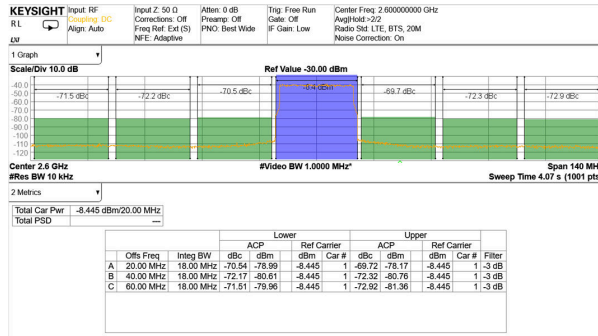 KEYSIGHT Input: RF Input Z: 50 Ω Atten: 0 dB Trig: Free Run Center Freq: 2.600000000 GHz
RL Coupling: DC Corrections: Off Preamp: Off Gate: Off Avg|Hold:>2/2
Align: Auto Freq Ref: Ext (S) PNO: Best Wide IF Gain: Low Radio Std: LTE, BTS, 20M
LXI NFE: Adaptive Noise Correction: On
1 Graph
Scale/Div 10.0 dB Ref Value -30.00 dBm
-40.0
-50.0 -71.5 dBc -72.2 dBc -70.5 dBc -69.7 dBc -72.3 dBc -72.9 dBc
-60.0
-70.0
-80.0
-90.0
-100
-110
-120
Center 2.6 GHz #Video BW 1.0000 MHz* Span 140 MH
#Res BW 10 kHz Sweep Time 4.07 s (1001 pts
2 Metrics
Total Car Pwr -8.445 dBm/20.00 MHz
Total PSD ---
Lower Upper
ACP Ref Carrier ACP Ref Carrier
Offs Freq Integ BW dBc dBm dBm Car # dBc dBm dBm Car # Filter
A 20.00 MHz 18.00 MHz -70.54 -78.99 -8.445 1 -69.72 -78.17 -8.445 1 -3 dB
B 40.00 MHz 18.00 MHz -72.17 -80.61 -8.445 1 -72.32 -80.76 -8.445 1 -3 dB
C 60.00 MHz 18.00 MHz -71.51 -79.96 -8.445 1 -72.92 -81.36 -8.445 1 -3 dB